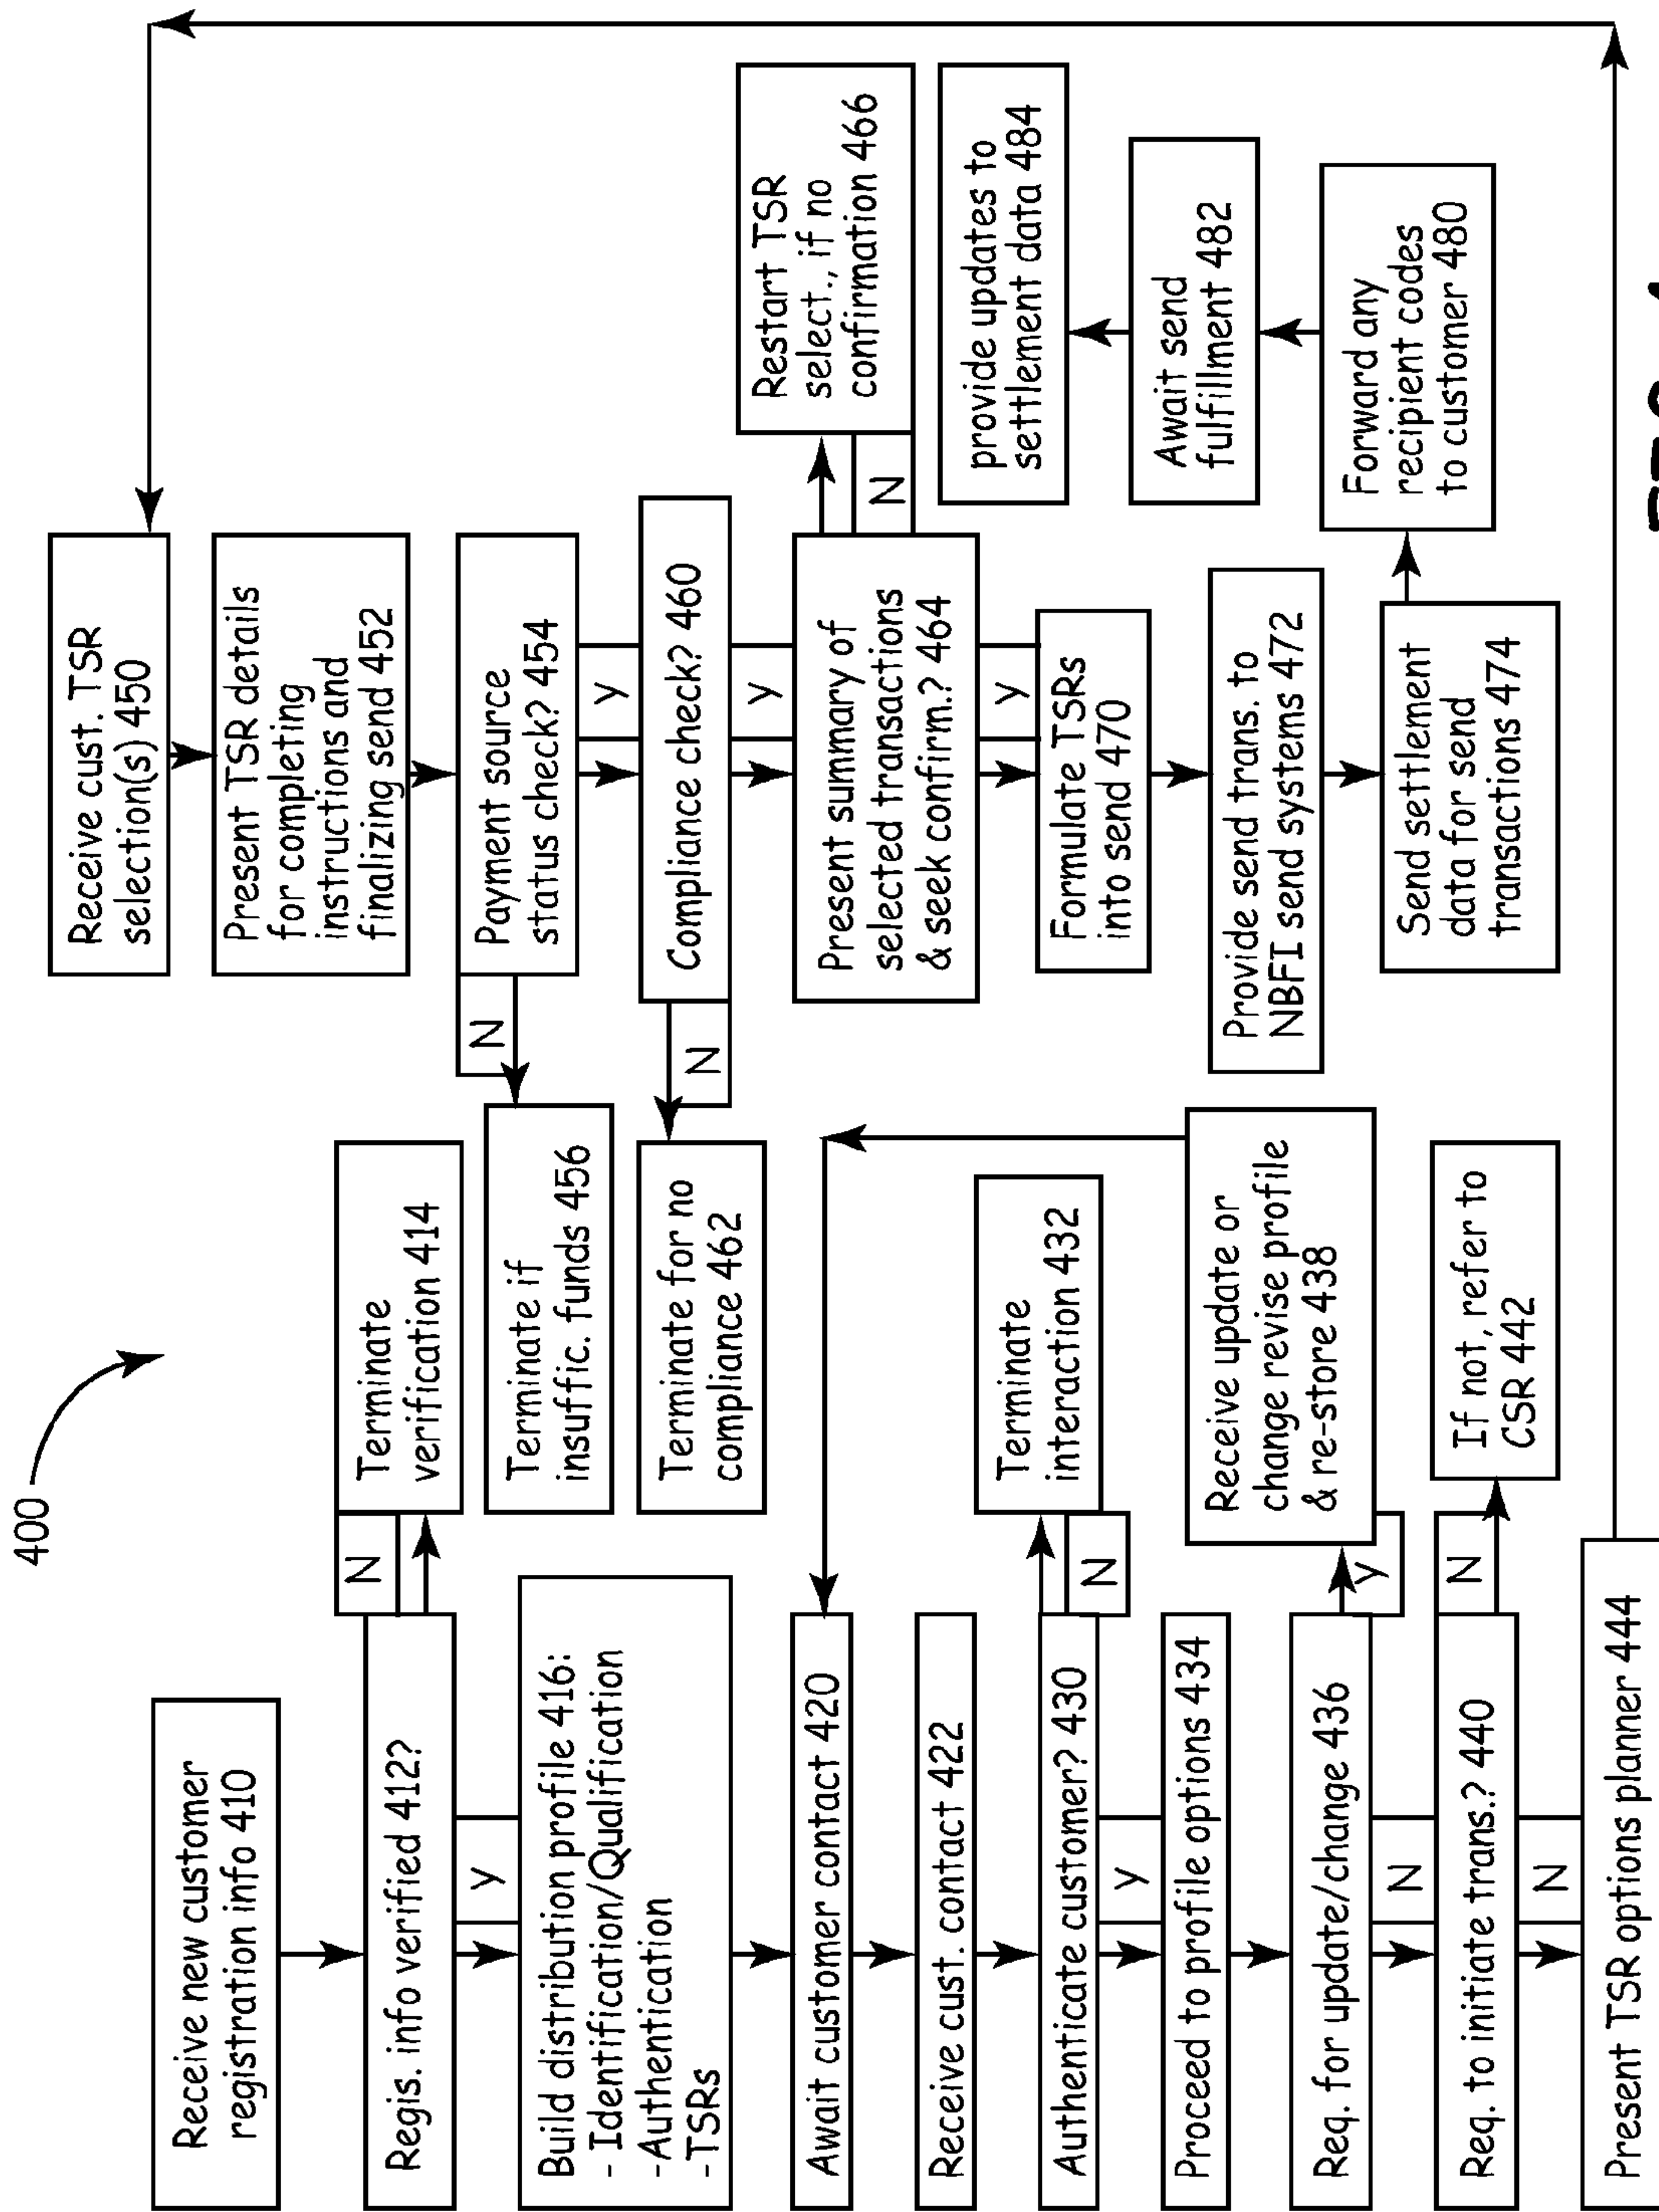 400
Receive new customer
registration info 410
Regis. info verified 412?
N
Terminate
verification 414
Y
Build distribution profile 416:
- Identification/Qualification
-Authentication
-TSRs
Await customer contact 420
Receive cust. contact 422
Authenticate customer? 430
N
Terminate
interaction 432
Y
Proceed to profile options 434
Req. for update/change 436
Y
Receive update or
change revise profile
& re-store 438
N
Req. to initiate trans.? 440
N
If not, refer to
CSR 442
N
Present TSR options planner 444
Receive cust. TSR
selection(s) 450
Present TSR details
for completing
instructions and
finalizing send 452
Payment source
status check? 454
N
Terminate if
insuffic. funds 456
Y
Compliance check? 460
N
Terminate for no
compliance 462
Y
Present summary of
selected transactions
& seek confirm.? 464
N
Restart TSR
select., if no
confirmation 466
Y
Formulate TSRs
into send 470
Provide send trans. to
NBFI send systems 472
Send settlement
data for send
transactions 474
Forward any
recipient codes
to customer 480
Await send
fulfillment 482
provide updates to
settlement data 484